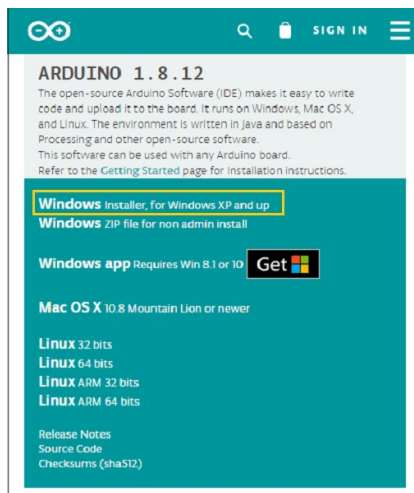 SIGN IN
ARDUINO 1.8.12
The open-source Arduino Software (IDE) makes it easy to write
code and upload it to the board. It runs on Windows, Mac OS X,
and Linux. The environment is written in Java and based on
Processing and other open-source software.
This software can be used with any Arduino board.
Refer to the Getting Started page for Installation instructions.
Windows Installer, for Windows XP and up
Windows ZIP file for non admin install
Windows app Requires Win 8.1 or 10 Get
Mac OS X 10.8 Mountain Lion or newer
Linux 32 bits
Linux 64 bits
Linux ARM 32 bits
Linux ARM 64 bits
Release Notes
Source Code
Checksums (sha512)